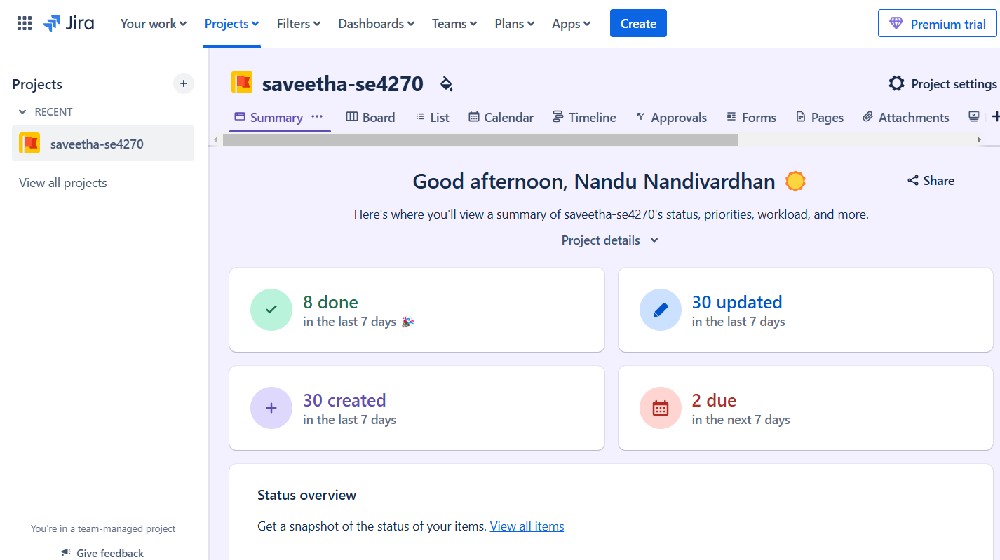 Jira Your work Projects Filters Dashboards Teams Plans Apps Create Premium trial
Projects
RECENT
saveetha-se4270
View all projects
You're in a team-managed project
Give feedback
saveetha-se4270
Project settings
Summary Board List Calendar Timeline Approvals Forms Pages Attachments
Good afternoon, Nandu Nandivardhan
Share
Here's where you'll view a summary of saveetha-se4270's status, priorities, workload, and more.
Project details
8 done
in the last 7 days
30 updated
in the last 7 days
30 created
in the last 7 days
2 due
in the next 7 days
Status overview
Get a snapshot of the status of your items. View all items